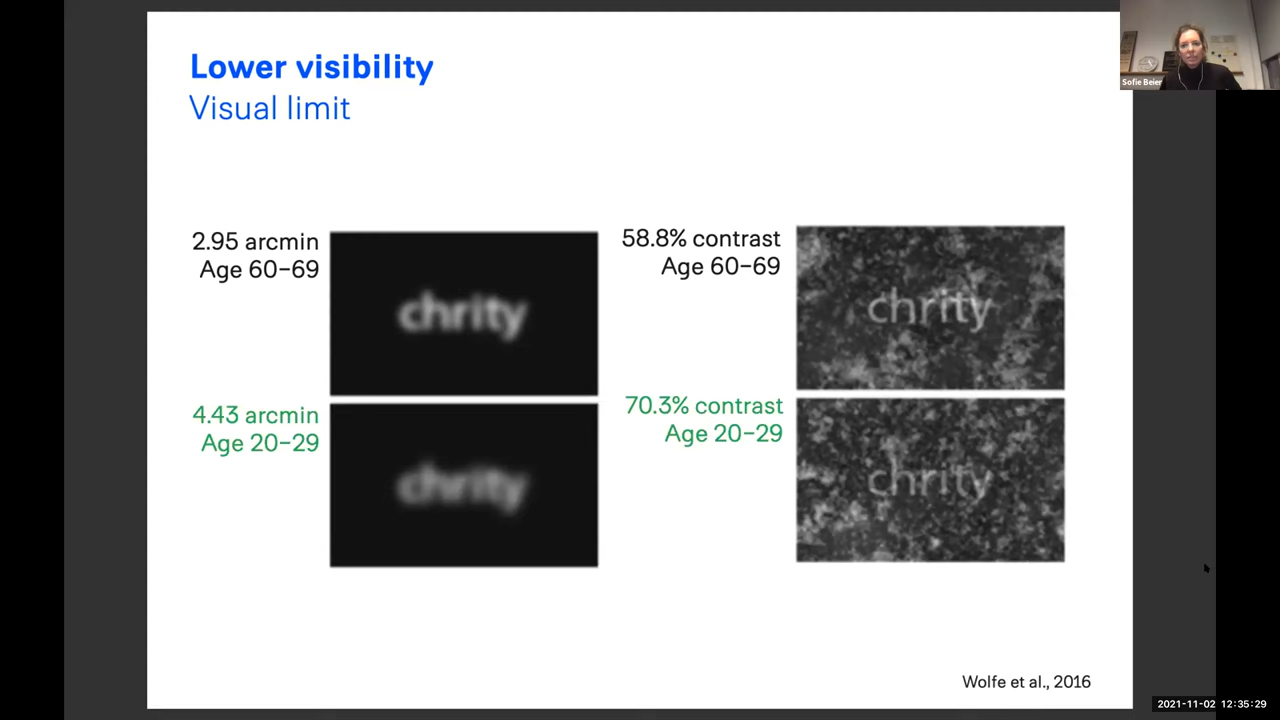 Lower visibility
Visual limit
2.95 arcmin
Age 60–69
chrity
58.8% contrast
Age 60–69
chrity
4.43 arcmin
Age 20–29
chrity
70.3% contrast
Age 20–29
chrity
Wolfe et al., 2016
Sofie Beier
2021-11-02 12:35:29